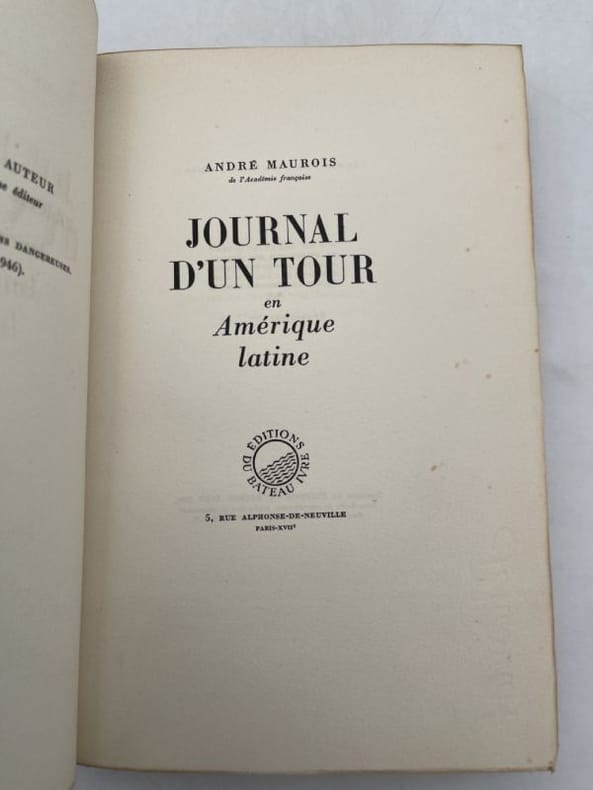 AUTEUR
éditeur
DANGEREUSES.
946).
ANDRÉ MAUROIS
de l'Académie française
JOURNAL
D'UN TOUR
en
Amérique
latine
ÉDITIONS
DU BATEAU IVRE
5, RUE ALPHONSE-DE-NEUVILLE
PARIS-XVIIe